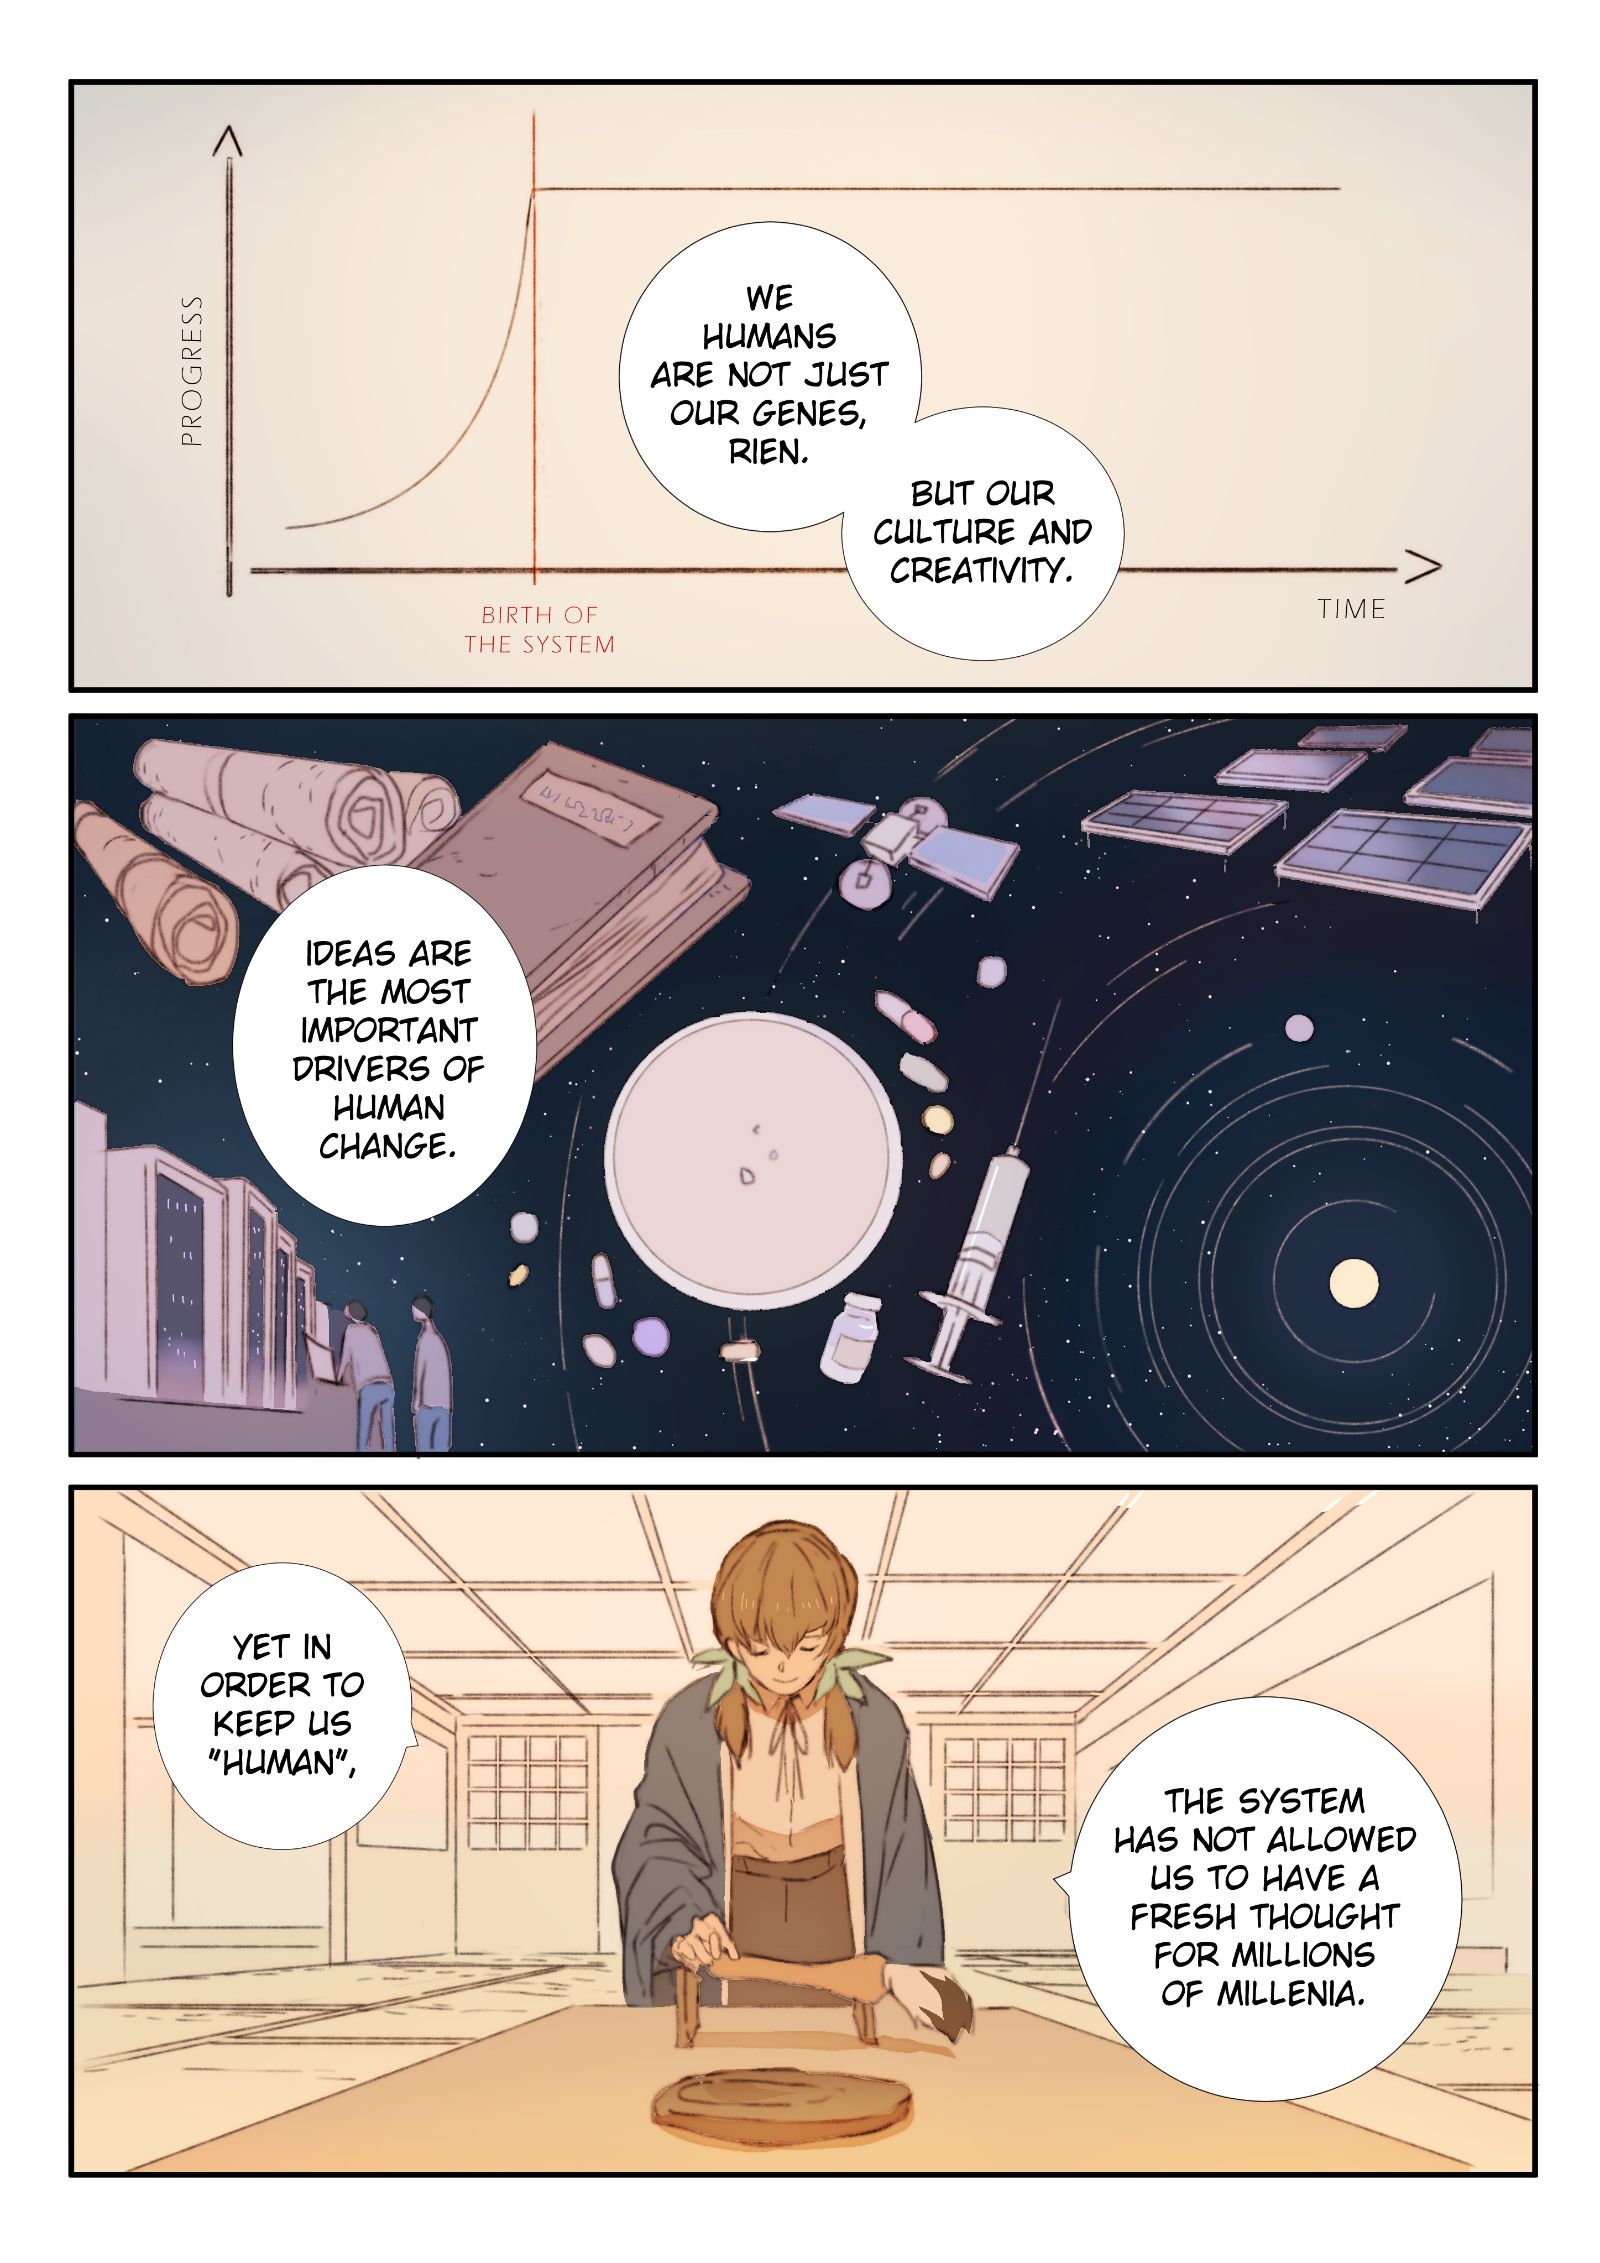 PROGRESS
WE
HUMANS
ARE NOT JUST
OUR GENES,
RIEN.
BUT OUR
CULTURE AND
CREATIVITY.
BIRTH OF
THE SYSTEM
TIME
IDEAS ARE
THE MOST
IMPORTANT
DRIVERS OF
HUMAN
CHANGE.
YET IN
ORDER TO
KEEP US
"HUMAN",
THE SYSTEM
HAS NOT ALLOWED
US TO HAVE A
FRESH THOUGHT
FOR MILLIONS
OF MILLENIA.